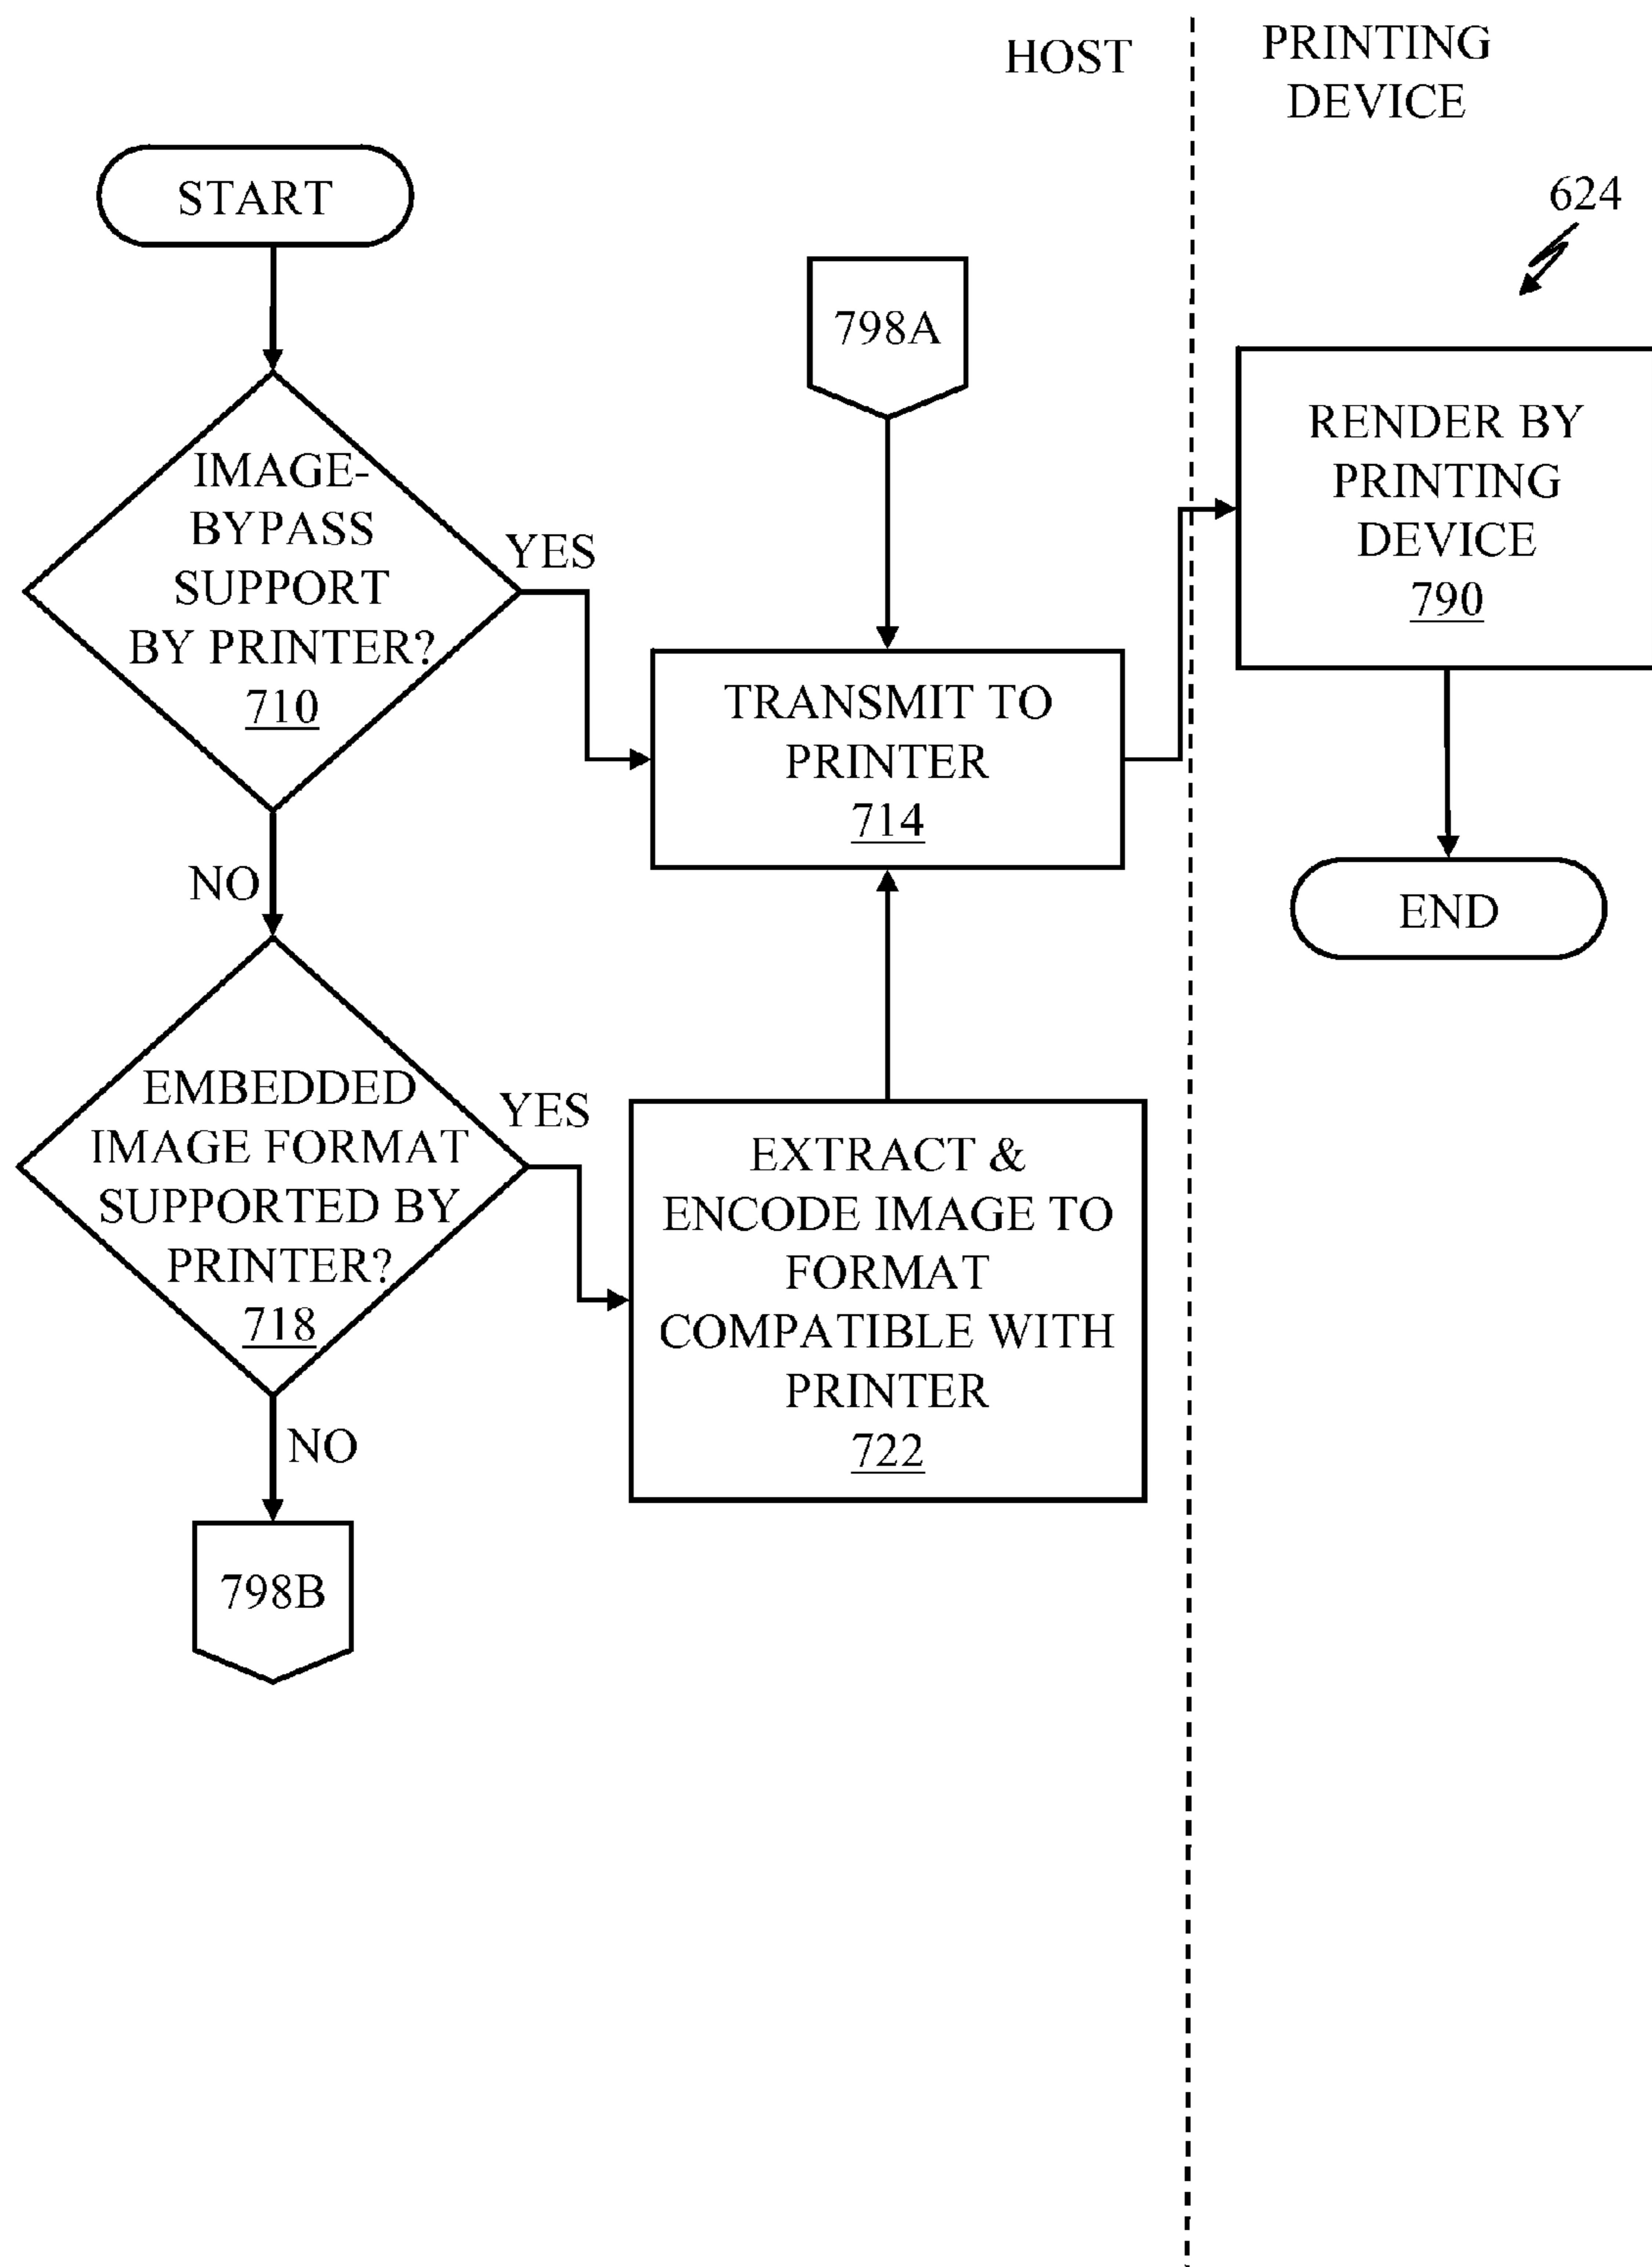 HOST
PRINTING
DEVICE
624
START
IMAGE-
BYPASS
SUPPORT
BY PRINTER?
710
YES
NO
798A
TRANSMIT TO
PRINTER
714
RENDER BY
PRINTING
DEVICE
790
END
EMBEDDED
IMAGE FORMAT
SUPPORTED BY
PRINTER?
718
YES
NO
EXTRACT &
ENCODE IMAGE TO
FORMAT
COMPATIBLE WITH
PRINTER
722
798B